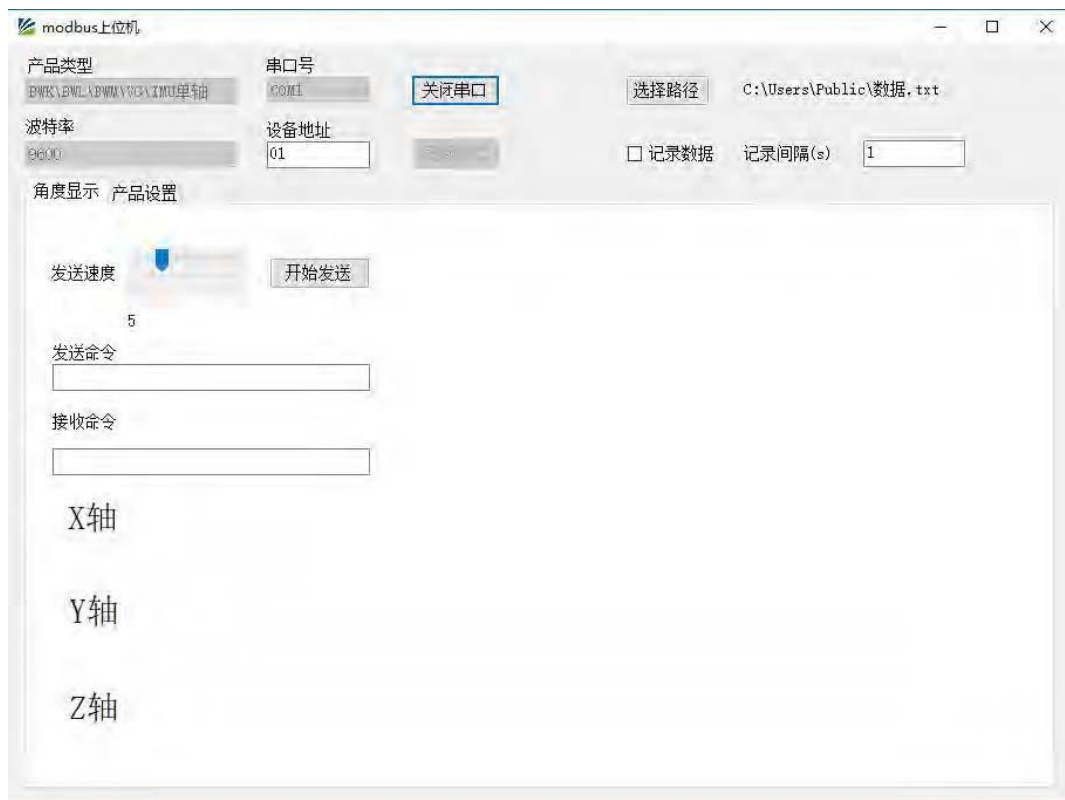 modbus上位机
产品类型
串口号
BWK\BWL\BWM\VG\IMU单轴
COM1
关闭串口
选择路径
C:\Users\Public\数据.txt
波特率
设备地址
9600
01
记录数据
记录间隔(s)
1
角度显示
产品设置
发送速度
开始发送
5
发送命令
接收命令
X轴
Y轴
Z轴